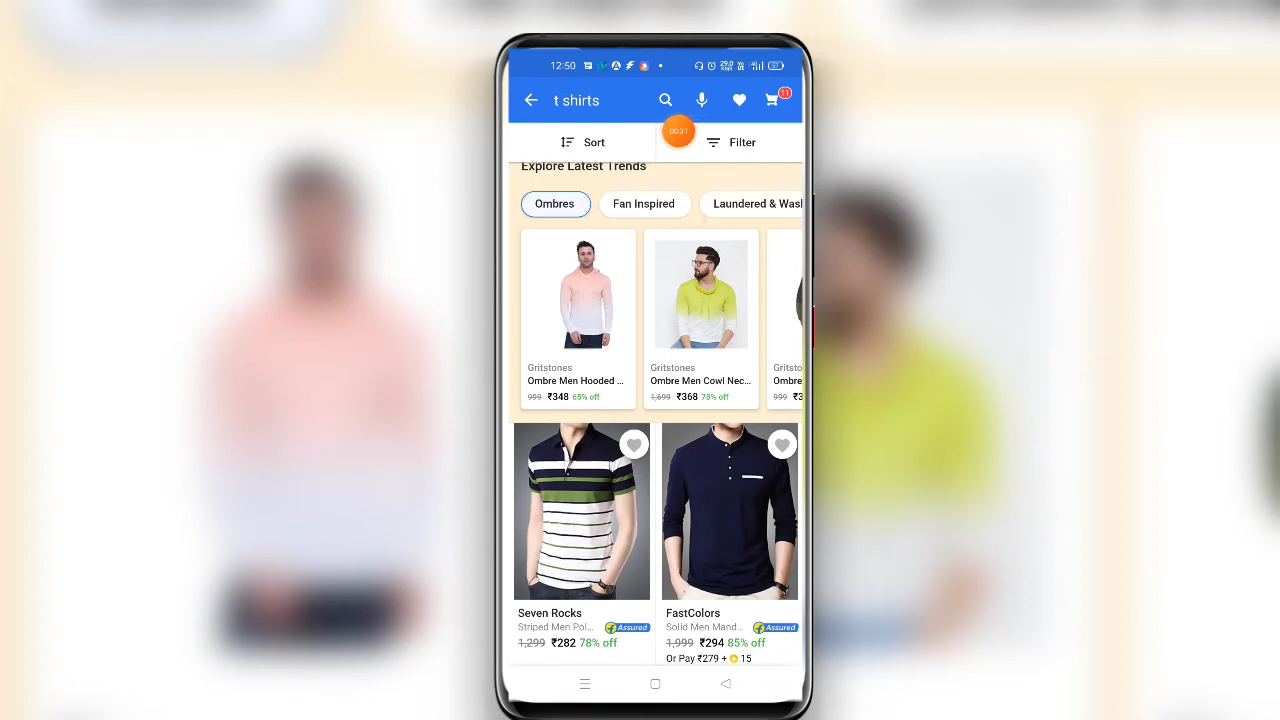 12:50
t shirts
11
Sort
00:31
Filter
Explore Latest Trends
Ombres
Fan Inspired
Laundered & Wash
Gritstones
Gritstones
Gritsto
Ombre Men Hooded ...
Ombre Men Cowl Nec...
Ombre
999 ₹348 65% off
1,699 ₹368 78% off
999 ₹3
Seven Rocks
FastColors
Striped Men Pol... Assured
Solid Men Mand... Assured
1,299 ₹282 78% off
1,999 ₹294 85% off
Or Pay ₹279 + 15